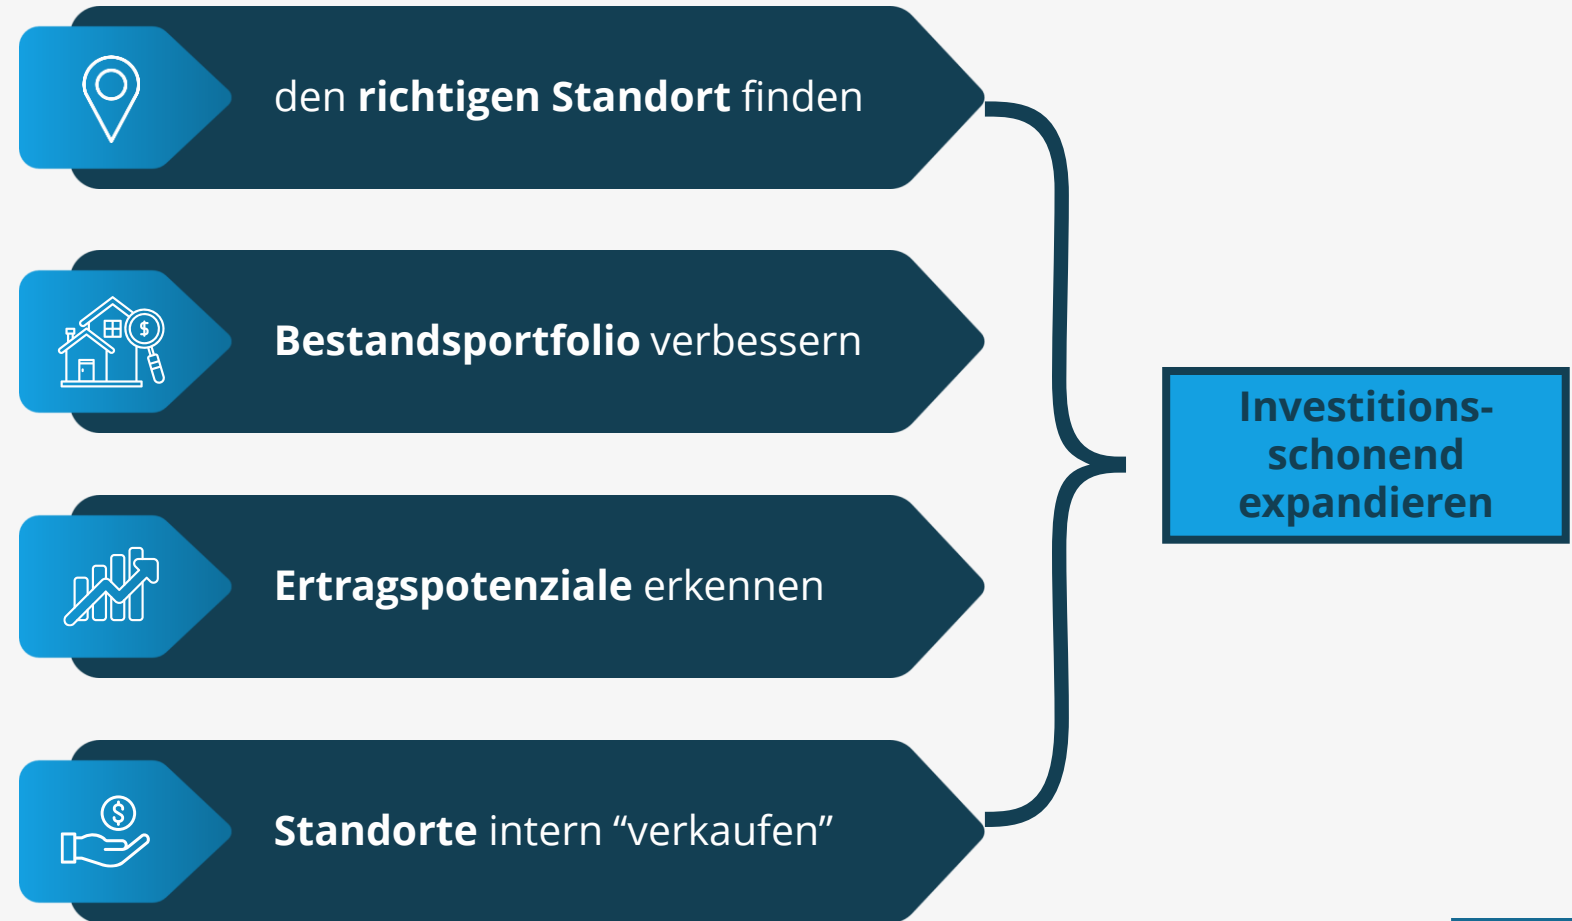 den richtigen Standort finden
Bestandsportfolio verbessern
Ertragspotenziale erkennen
Standorte intern “verkaufen”
Investitions-
schonend
expandieren